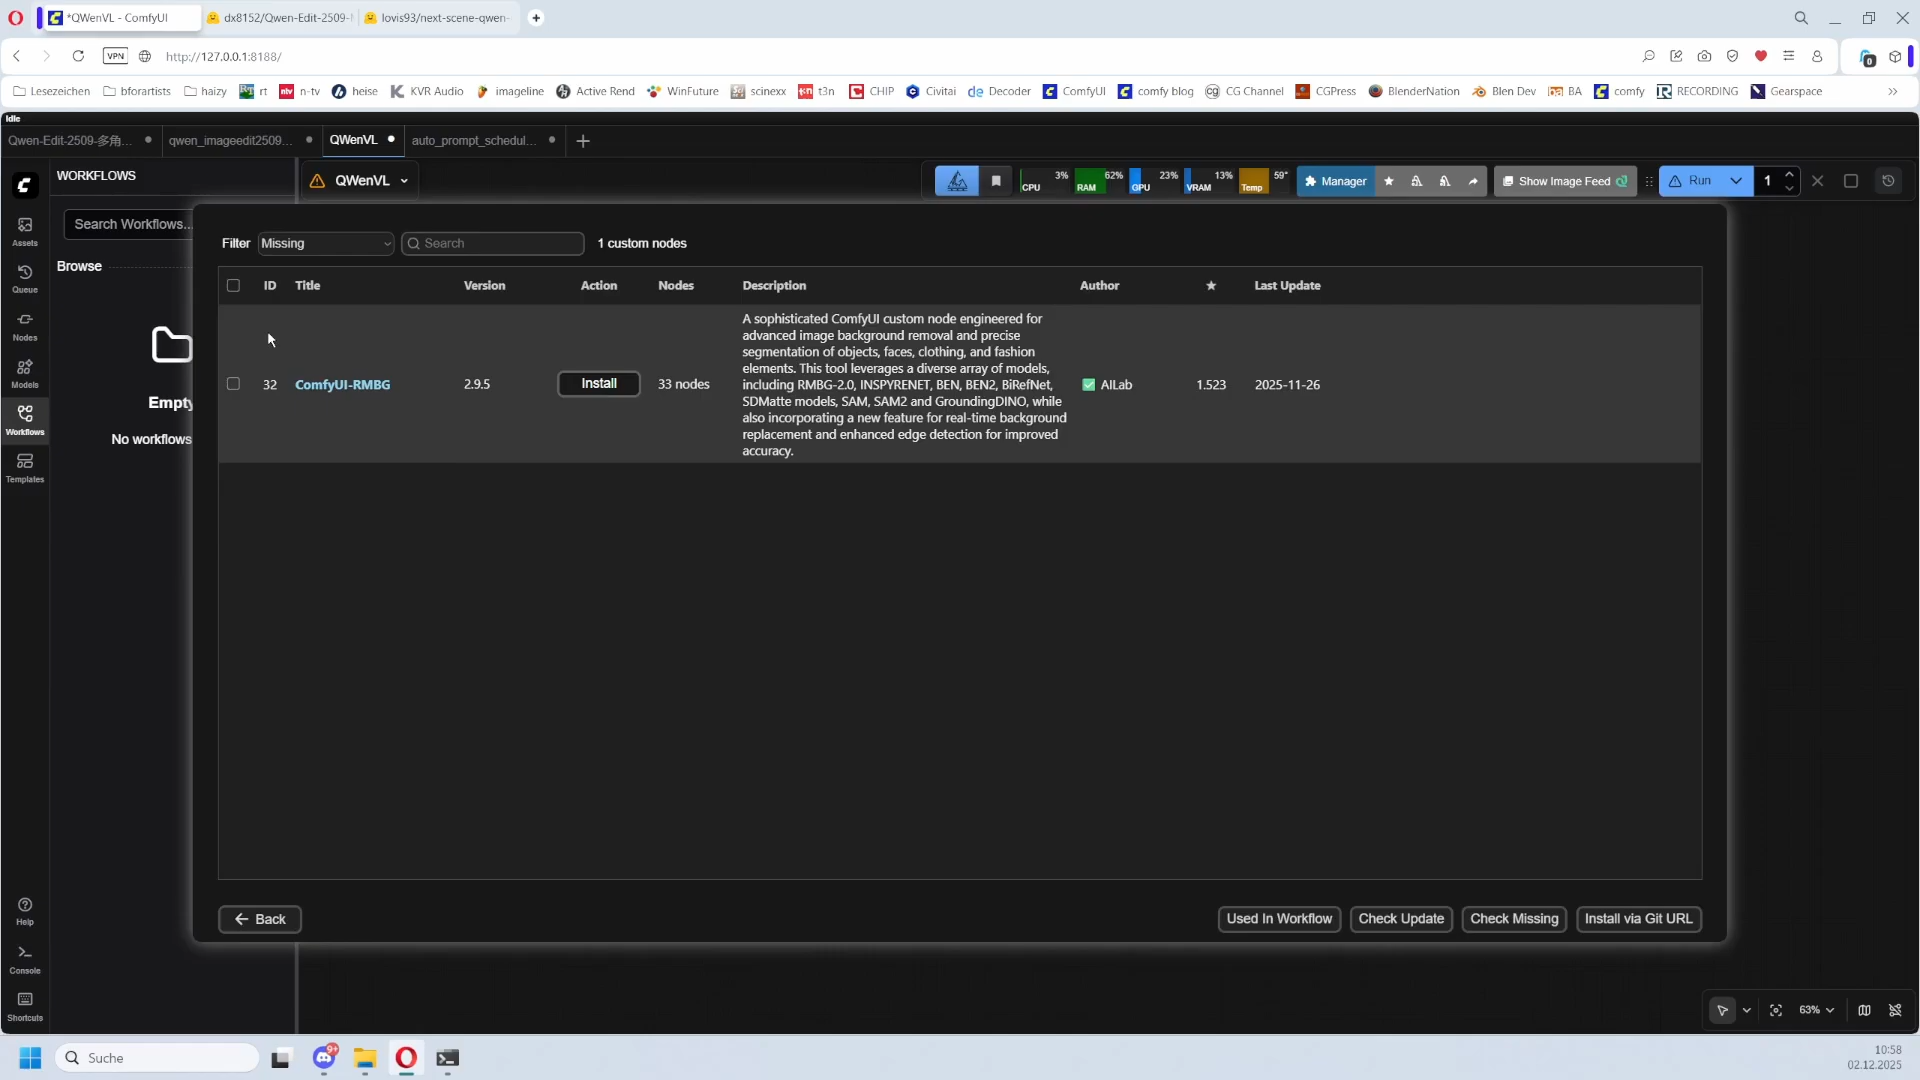 *QWenVL - ComfyUI
dx8152/Qwen-Edit-2509-
lovis93/next-scene-qwen-
VPN
http://127.0.0.1:8188/
0
Lesezeichen
bforartists
haizy
rt
n-tv
heise
KVR Audio
imageline
Active Rend
WinFuture
scinexx
t3n
CHIP
Civitai
Decoder
ComfyUI
comfy blog
CG Channel
CGPress
BlenderNation
Blen Dev
BA
comfy
RECORDING
Gearspace
Idle
Qwen-Edit-2509-多角...
qwen_imageedit2509...
QWenVL
auto_prompt_schedul...
WORKFLOWS
QWenVL
CPU 3%
RAM 62%
GPU 23%
VRAM 13%
Temp 59°
Manager
Show Image Feed
Run
1
Search Workflows...
Browse
Empty
No workflows
Assets
Queue
Nodes
Models
Workflows
Templates
Help
Console
Shortcuts
Filter
Missing
Search
1 custom nodes
ID
Title
Version
Action
Nodes
Description
Author
★
Last Update
32
ComfyUI-RMBG
2.9.5
Install
33 nodes
A sophisticated ComfyUI custom node engineered for
advanced image background removal and precise
segmentation of objects, faces, clothing, and fashion
elements. This tool leverages a diverse array of models,
including RMBG-2.0, INSPYRENET, BEN, BEN2, BiRefNet,
SDMatte models, SAM, SAM2 and GroundingDINO, while
also incorporating a new feature for real-time background
replacement and enhanced edge detection for improved
accuracy.
AILab
1.523
2025-11-26
Back
Used In Workflow
Check Update
Check Missing
Install via Git URL
63%
Suche
9+
10:58
02.12.2025